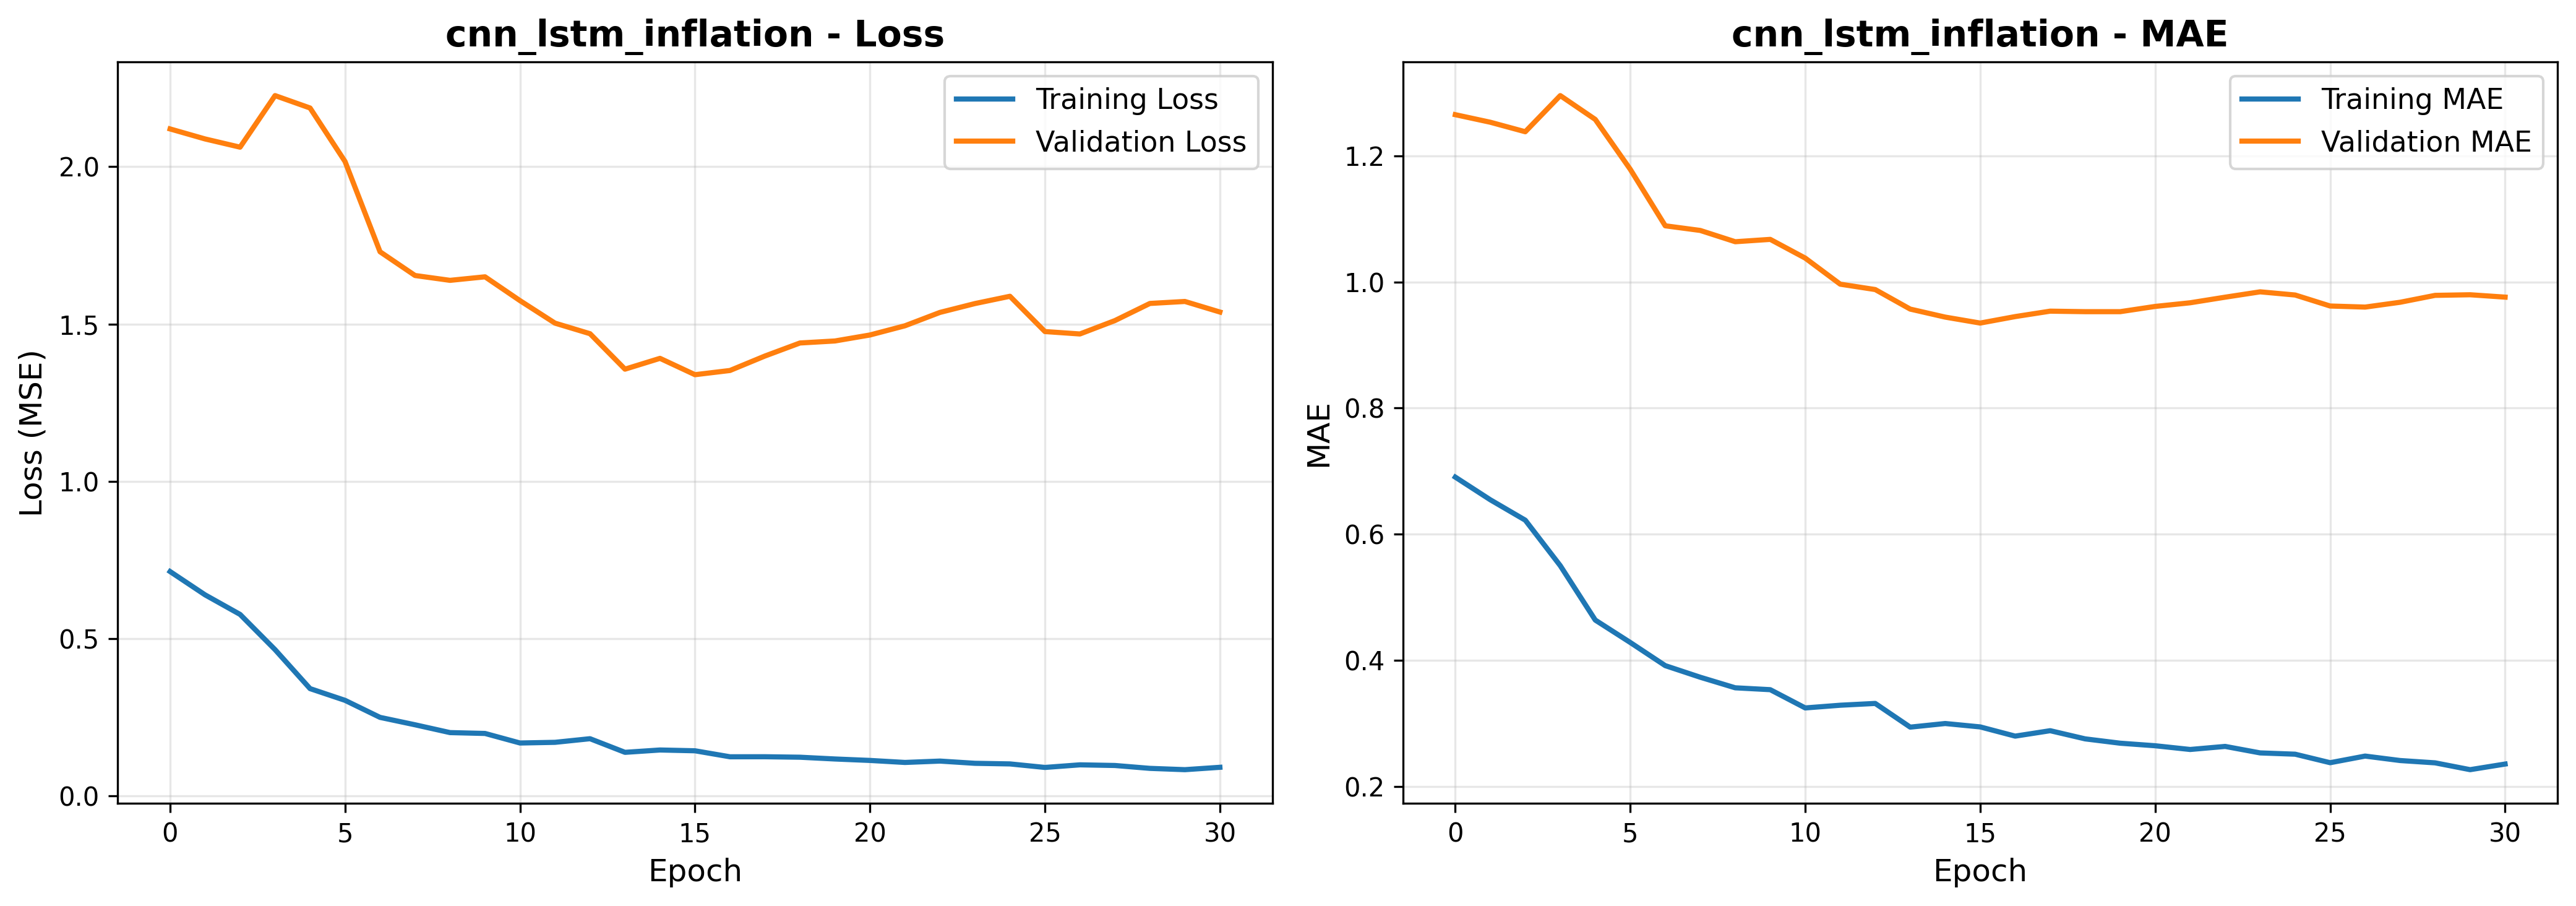 cnn_lstm_inflation - Loss
Training Loss
Validation Loss
Loss (MSE)
2.0
1.5
1.0
0.5
0.0
0 5 10 15 20 25 30
Epoch
cnn_lstm_inflation - MAE
Training MAE
Validation MAE
MAE
1.2
1.0
0.8
0.6
0.4
0.2
0 5 10 15 20 25 30
Epoch